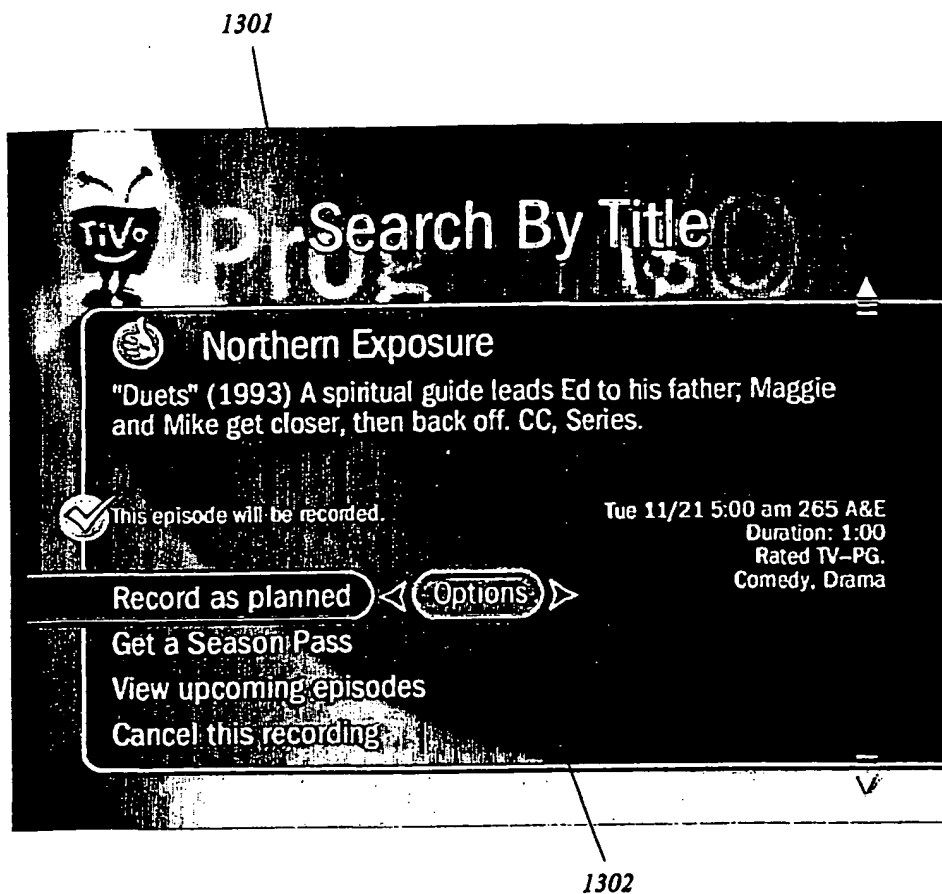 1301
TiVo
Search By Title
Northern Exposure
"Duets" (1993) A spiritual guide leads Ed to his father; Maggie
and Mike get closer, then back off. CC, Series.
This episode will be recorded.
Tue 11/21 5:00 am 265 A&E
Duration: 1:00
Rated TV-PG.
Comedy, Drama
Record as planned
Options
Get a Season Pass
View upcoming episodes
Cancel this recording
1302